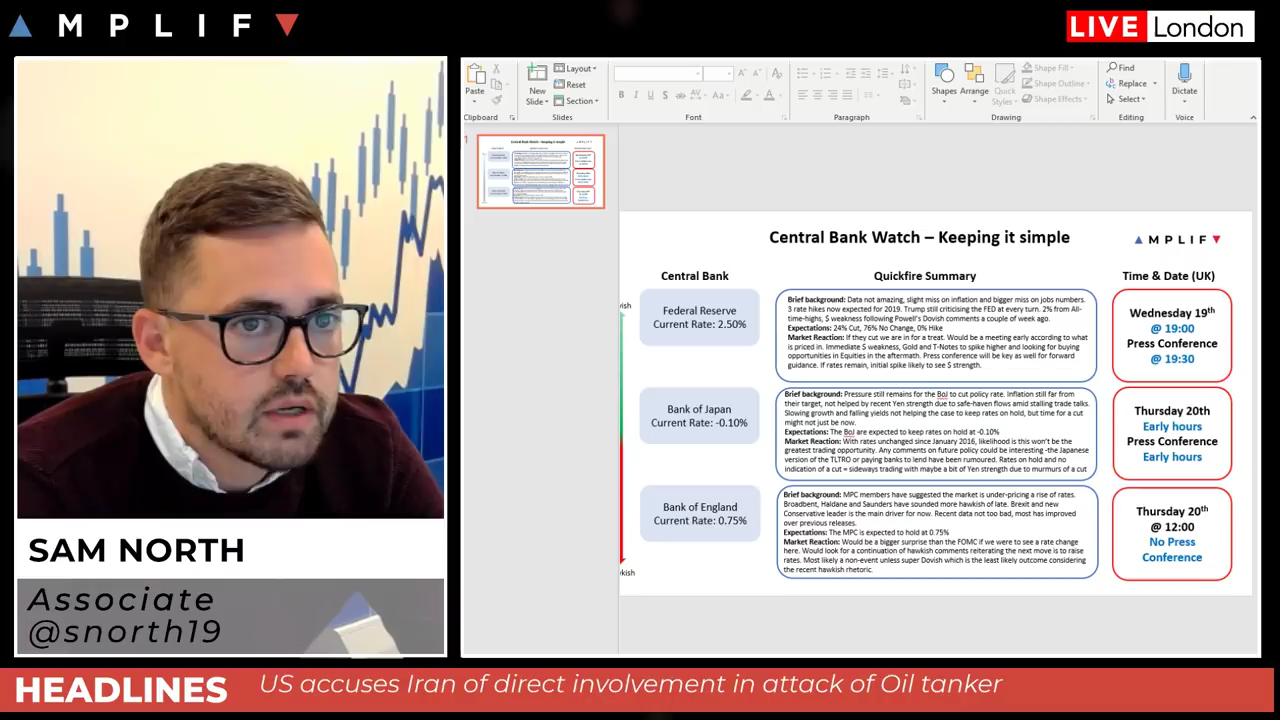 AMPLIFY
LIVE London
Paste
Clipboard
New
Slide
Layout
Reset
Section
Slides
B I U S ab AV Aa A
Font
Paragraph
Shapes
Arrange
Quick
Styles
Shape Fill
Shape Outline
Shape Effects
Drawing
Find
Replace
Select
Editing
Dictate
Voice
1
Central Bank Watch – Keeping it simple
Central Bank Watch – Keeping it simple
AMPLIFY
Central Bank
Quickfire Summary
Time & Date (UK)
Federal Reserve
Current Rate: 2.50%
Brief background: Data not amazing, slight miss on inflation and bigger miss on jobs numbers.
3 rate hikes now expected for 2019. Trump still criticising the FED at every turn. 2% from All-
time-highs, $ weakness following Powell's Dovish comments a couple of week ago.
Expectations: 24% Cut, 76% No Change, 0% Hike
Market Reaction: If they cut we are in for a treat. Would be a meeting early according to what
is priced in. Immediate $ weakness, Gold and T-Notes to spike higher and looking for buying
opportunities in Equities in the aftermath. Press conference will be key as well for forward
guidance. If rates remain, initial spike likely to see $ strength.
Wednesday 19th
@ 19:00
Press Conference
@ 19:30
Bank of Japan
Current Rate: -0.10%
Brief background: Pressure still remains for the BoJ to cut policy rate. Inflation still far from
their target, not helped by recent Yen strength due to safe-haven flows amid stalling trade talks.
Slowing growth and falling yields not helping the case to keep rates on hold, but time for a cut
might not just be now.
Expectations: The BoJ are expected to keep rates on hold at -0.10%
Market Reaction: With rates unchanged since January 2016, likelihood is this won't be the
greatest trading opportunity. Any comments on future policy could be interesting -the Japanese
version of the TLTRO or paying banks to lend have been rumoured. Rates on hold and no
indication of a cut = sideways trading with maybe a bit of Yen strength due to murmurs of a cut
Thursday 20th
Early hours
Press Conference
Early hours
Bank of England
Current Rate: 0.75%
Brief background: MPC members have suggested the market is under-pricing a rise of rates.
Broadbent, Haldane and Saunders have sounded more hawkish of late. Brexit and new
Conservative leader is the main driver for now. Recent data not too bad, most has improved
over previous releases.
Expectations: The MPC is expected to hold at 0.75%
Market Reaction: Would be a bigger surprise than the FOMC if we were to see a rate change
here. Would look for a continuation of hawkish comments reiterating the next move is to raise
rates. Most likely a non-event unless super Dovish which is the least likely outcome considering
the recent hawkish rhetoric.
Thursday 20th
@ 12:00
No Press
Conference
SAM NORTH
Associate
@snorth19
HEADLINES
US accuses Iran of direct involvement in attack of Oil tanker